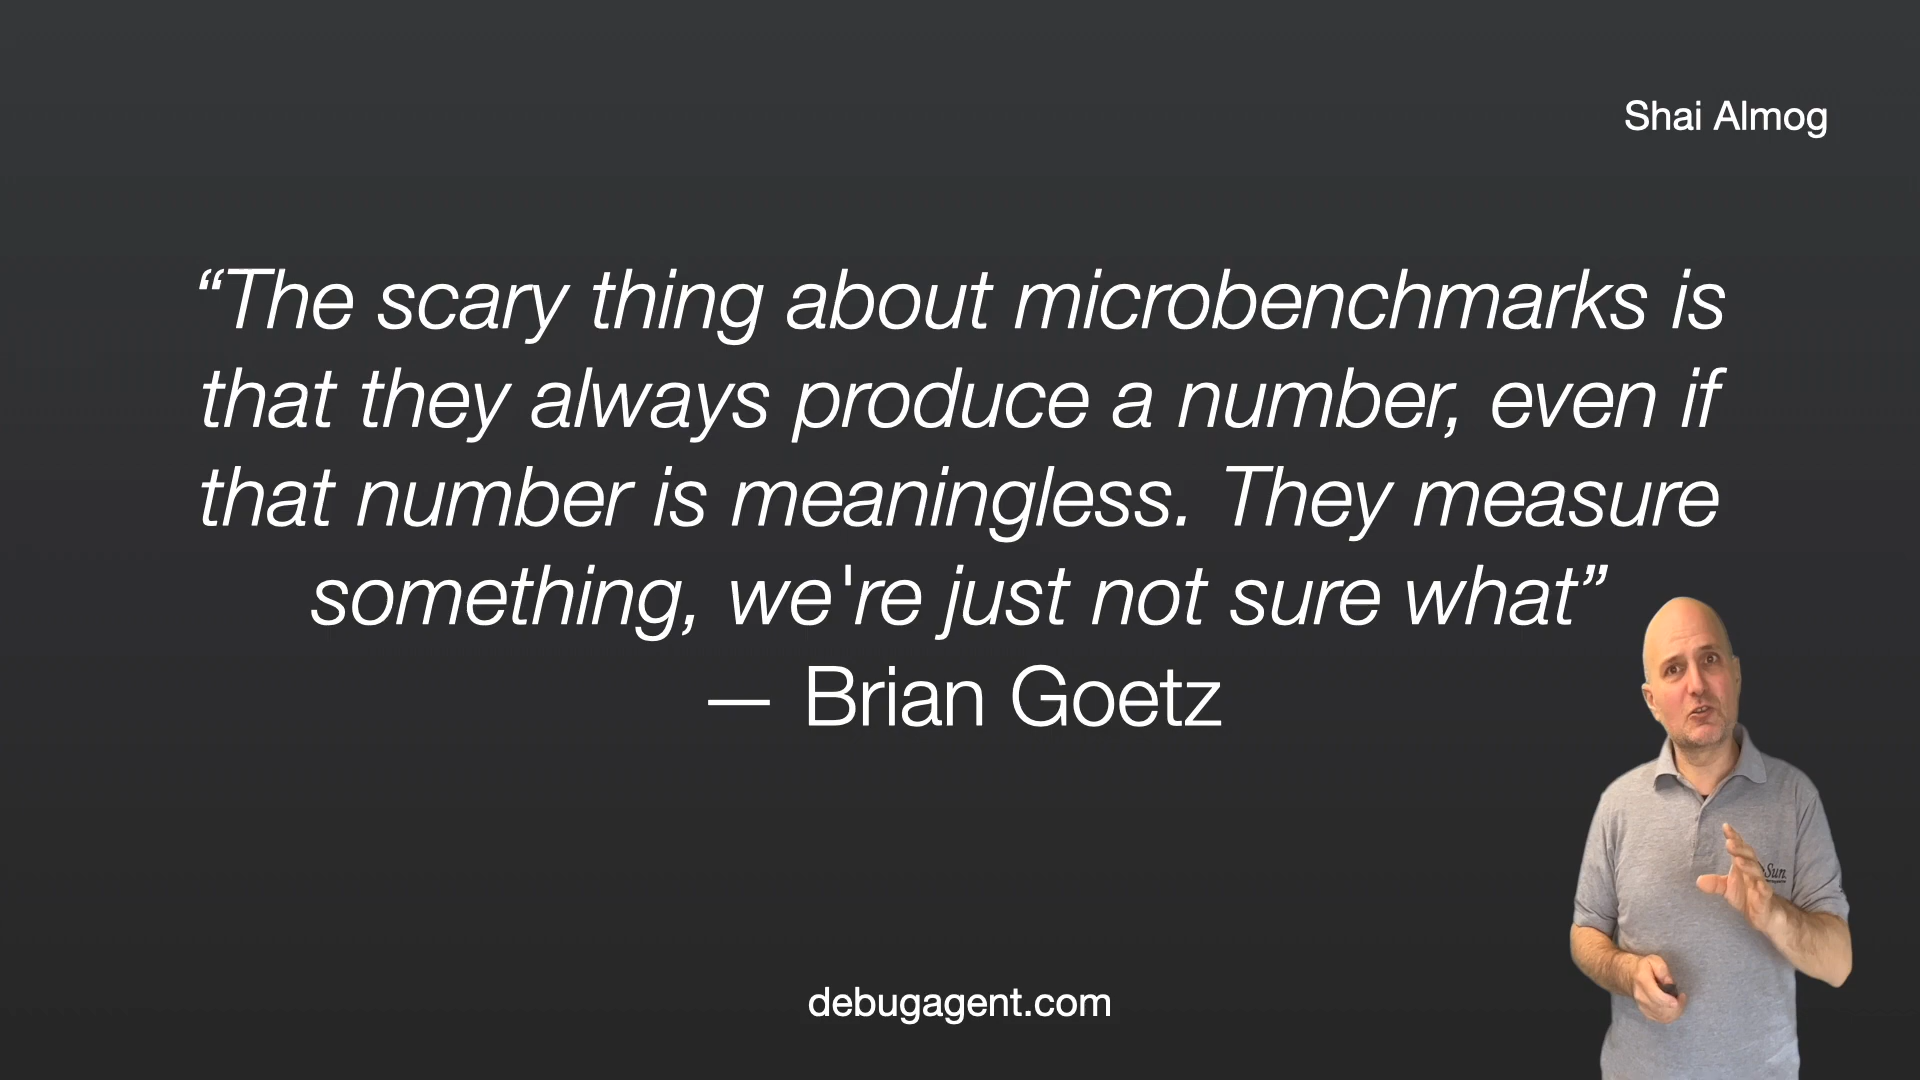 Shai Almog
“The scary thing about microbenchmarks is
that they always produce a number, even if
that number is meaningless. They measure
something, we're just not sure what”
— Brian Goetz
Sun
debugagent.com